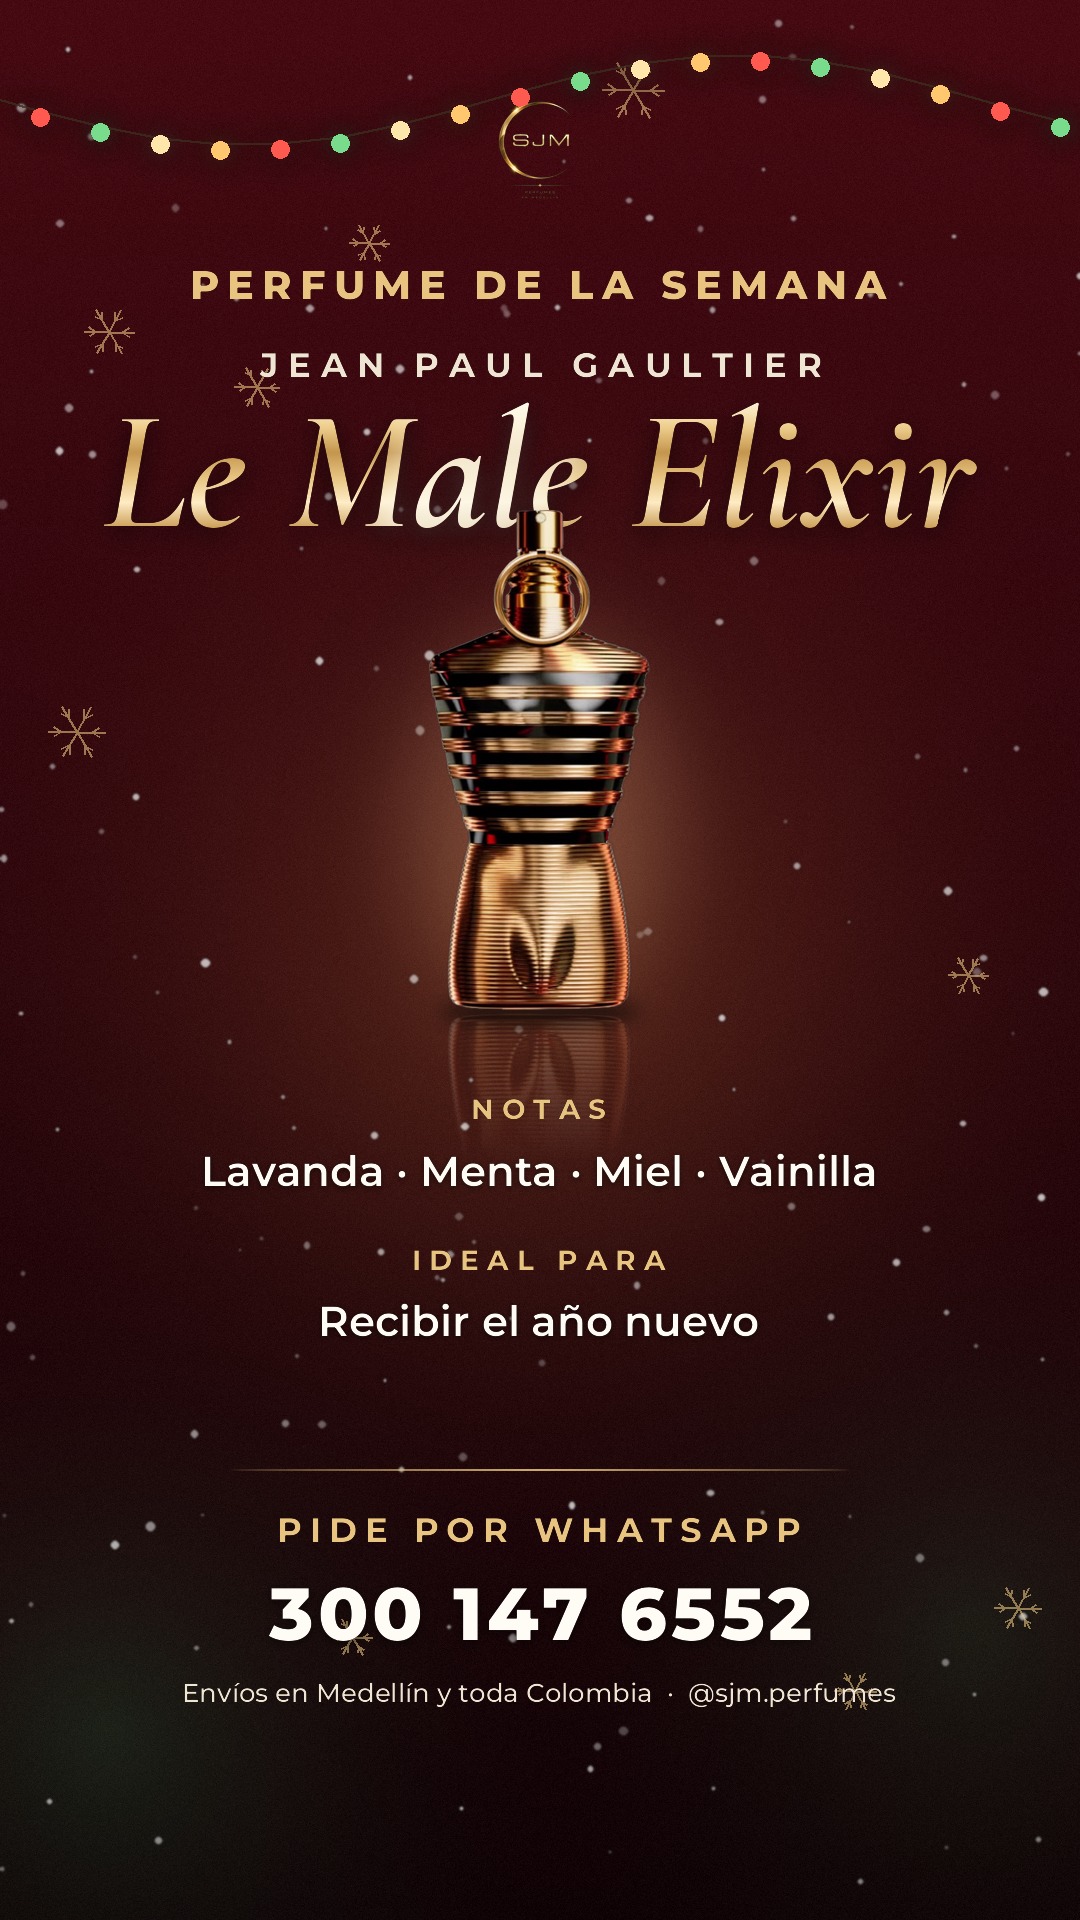 SJM
PERFUME DE LA SEMANA
JEAN PAUL GAULTIER
Le Male Elixir
NOTAS
Lavanda · Menta · Miel · Vainilla
IDEAL PARA
Recibir el año nuevo
PIDE POR WHATSAPP
300 147 6552
Envíos en Medellín y toda Colombia · @sjm.perfumes